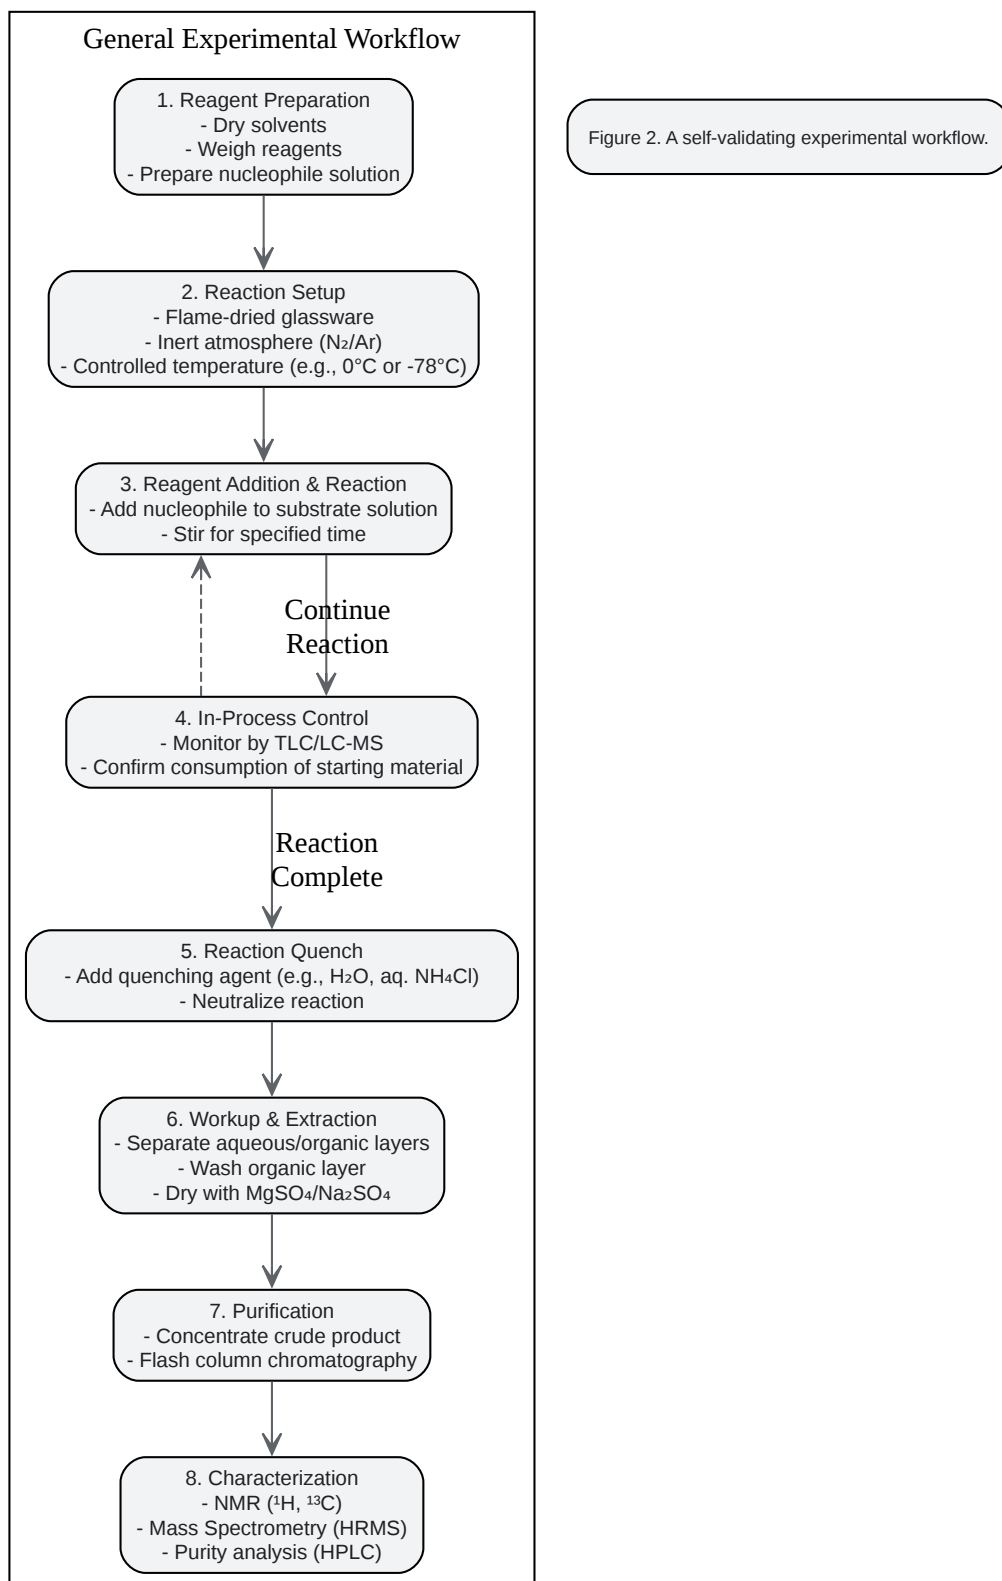 General Experimental Workflow
1. Reagent Preparation
- Dry solvents
- Weigh reagents
- Prepare nucleophile solution
Figure 2. A self-validating experimental workflow.
2. Reaction Setup
- Flame-dried glassware
- Inert atmosphere (N₂/Ar)
- Controlled temperature (e.g., 0°C or -78°C)
3. Reagent Addition & Reaction
- Add nucleophile to substrate solution
- Stir for specified time
Continue
Reaction
4. In-Process Control
- Monitor by TLC/LC-MS
- Confirm consumption of starting material
Reaction
Complete
5. Reaction Quench
- Add quenching agent (e.g., H₂O, aq. NH₄Cl)
- Neutralize reaction
6. Workup & Extraction
- Separate aqueous/organic layers
- Wash organic layer
- Dry with MgSO₄/Na₂SO₄
7. Purification
- Concentrate crude product
- Flash column chromatography
8. Characterization
- NMR (¹H, ¹³C)
- Mass Spectrometry (HRMS)
- Purity analysis (HPLC)